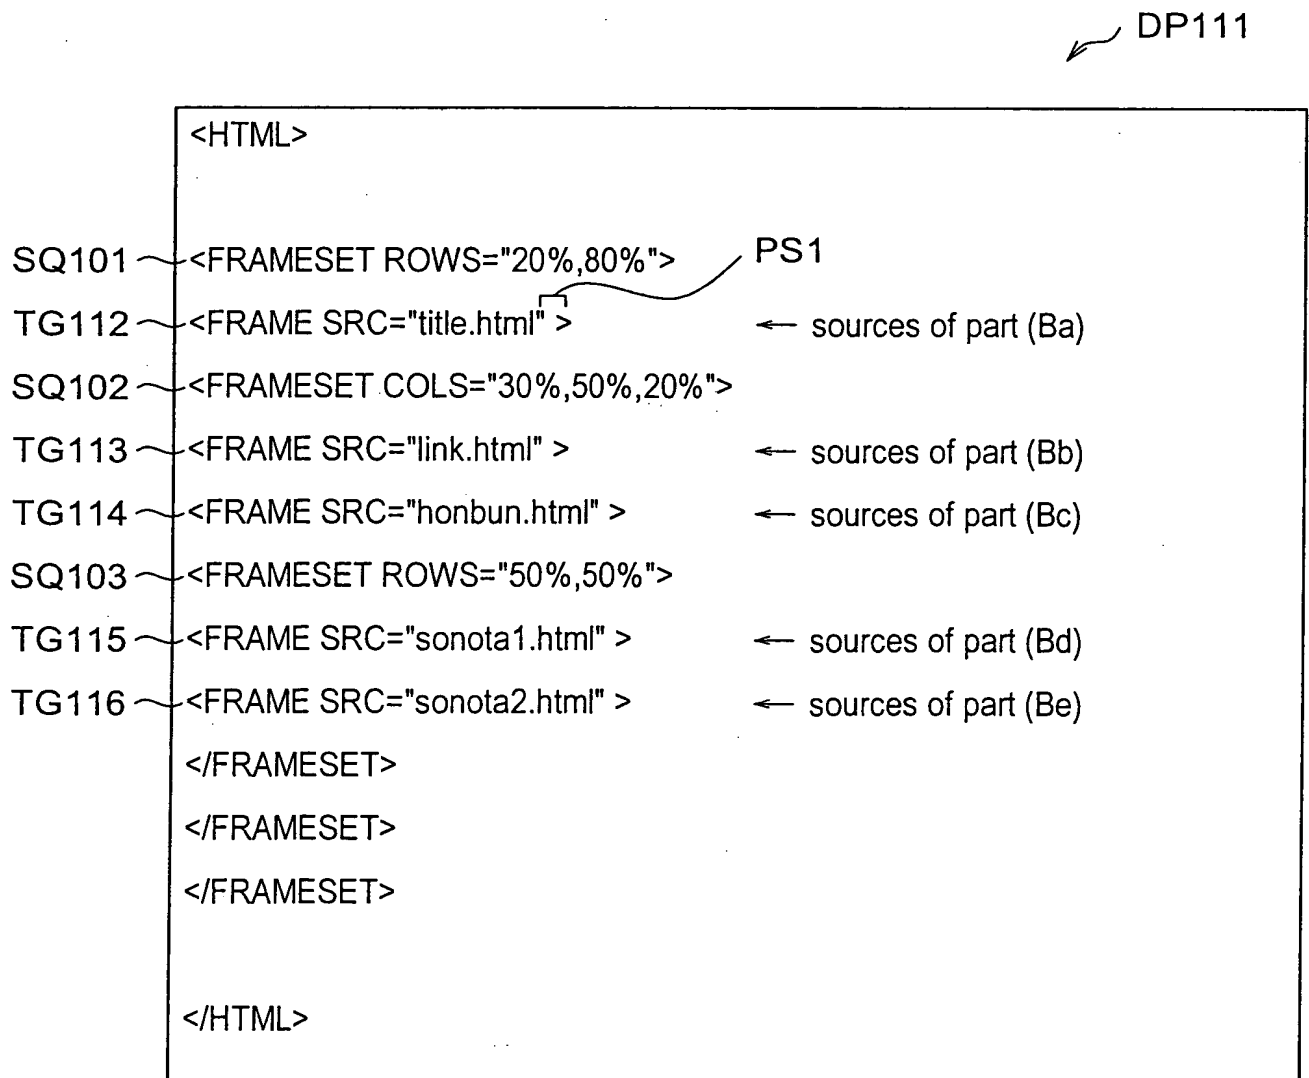 DP111
<HTML>
SQ101 <FRAMESET ROWS="20%,80%"> PS1
TG112 <FRAME SRC="title.html" > ← sources of part (Ba)
SQ102 <FRAMESET COLS="30%,50%,20%">
TG113 <FRAME SRC="link.html" > ← sources of part (Bb)
TG114 <FRAME SRC="honbun.html" > ← sources of part (Bc)
SQ103 <FRAMESET ROWS="50%,50%">
TG115 <FRAME SRC="sonota1.html" > ← sources of part (Bd)
TG116 <FRAME SRC="sonota2.html" > ← sources of part (Be)
</FRAMESET>
</FRAMESET>
</FRAMESET>
</HTML>